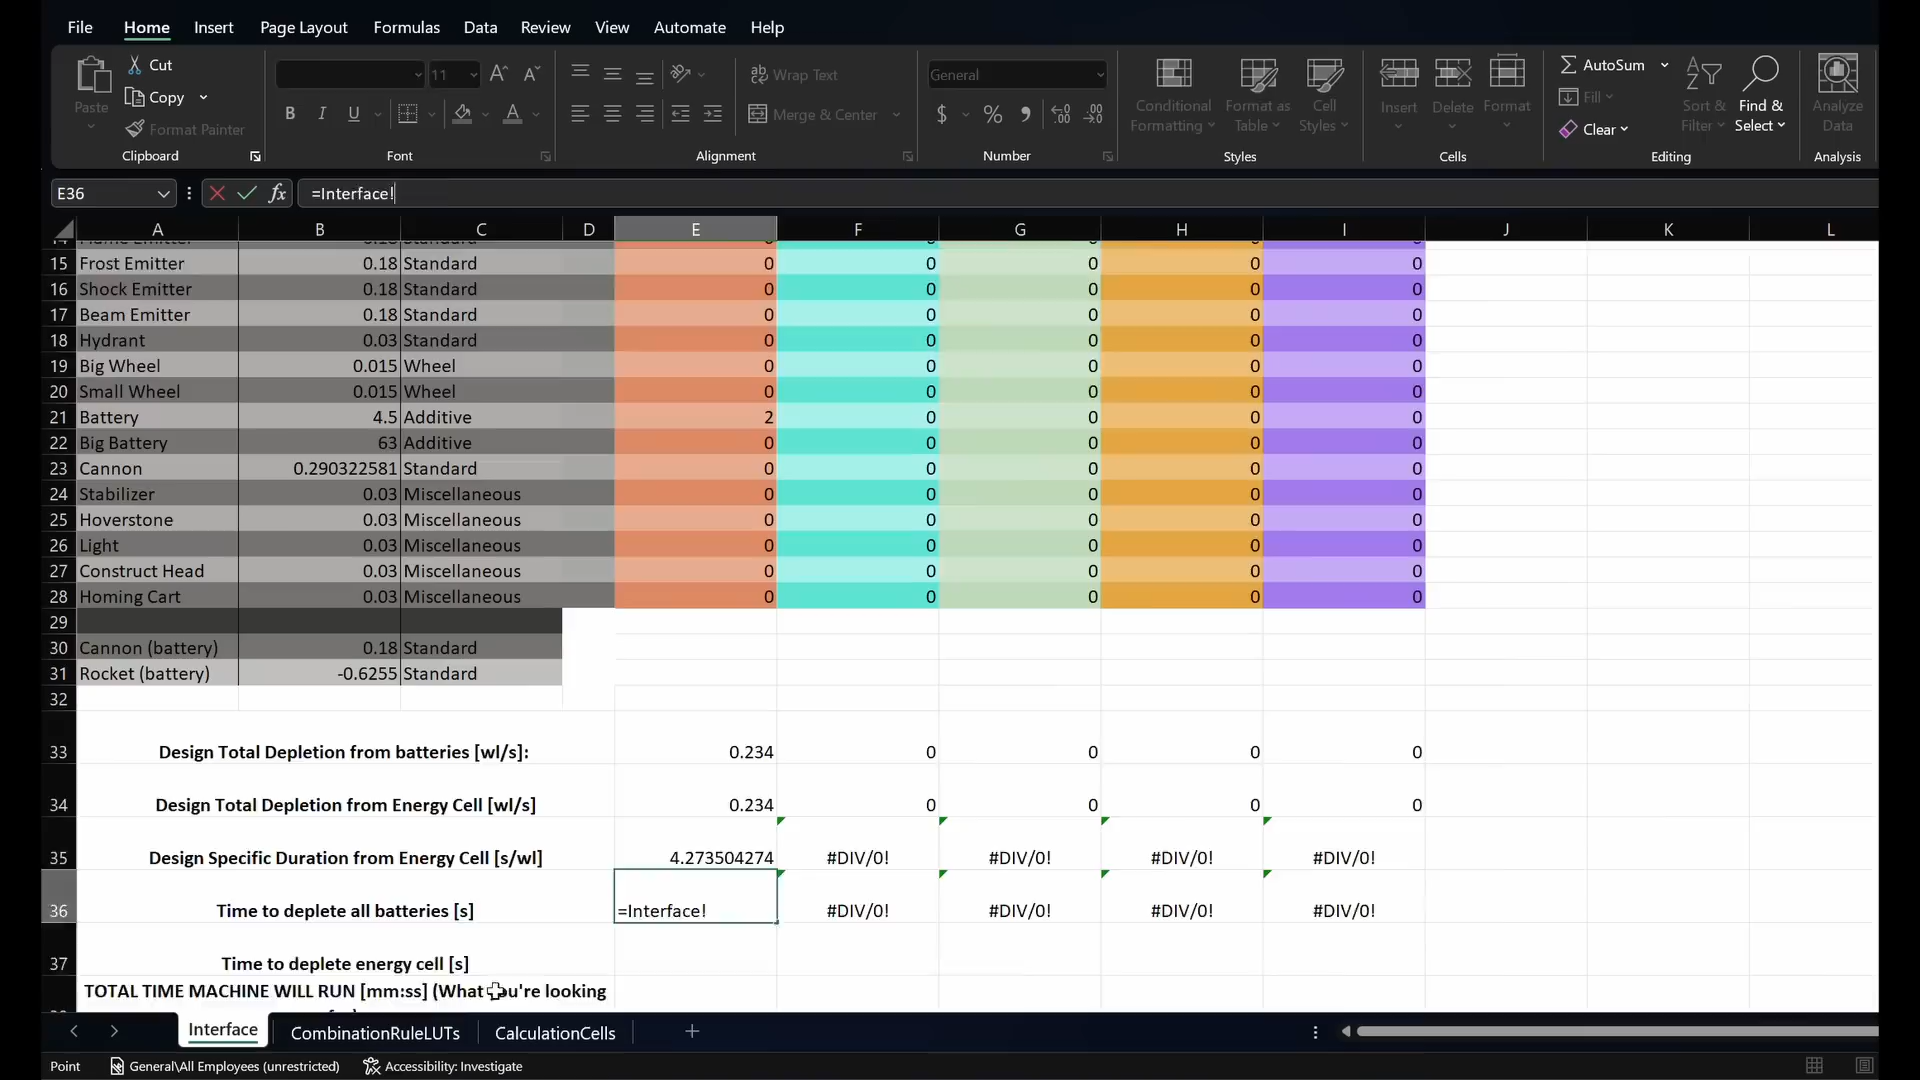 File Home Insert Page Layout Formulas Data Review View Automate Help
Paste Cut Copy Format Painter Clipboard
11 B I U Font
ab Wrap Text Merge & Center Alignment
General $ % Number
Conditional Formatting Format as Table Cell Styles Styles
Insert Delete Format Cells
AutoSum Fill Clear Sort & Filter Find & Select Editing
Analyze Data Analysis
E36 fx =Interface!
A B C D E F G H I J K L
15 Frost Emitter 0.18 Standard 0 0 0 0 0
16 Shock Emitter 0.18 Standard 0 0 0 0 0
17 Beam Emitter 0.18 Standard 0 0 0 0 0
18 Hydrant 0.03 Standard 0 0 0 0 0
19 Big Wheel 0.015 Wheel 0 0 0 0 0
20 Small Wheel 0.015 Wheel 0 0 0 0 0
21 Battery 4.5 Additive 2 0 0 0 0
22 Big Battery 63 Additive 0 0 0 0 0
23 Cannon 0.290322581 Standard 0 0 0 0 0
24 Stabilizer 0.03 Miscellaneous 0 0 0 0 0
25 Hoverstone 0.03 Miscellaneous 0 0 0 0 0
26 Light 0.03 Miscellaneous 0 0 0 0 0
27 Construct Head 0.03 Miscellaneous 0 0 0 0 0
28 Homing Cart 0.03 Miscellaneous 0 0 0 0 0
29
30 Cannon (battery) 0.18 Standard
31 Rocket (battery) -0.6255 Standard
32
33 Design Total Depletion from batteries [wl/s]: 0.234 0 0 0 0
34 Design Total Depletion from Energy Cell [wl/s] 0.234 0 0 0 0
35 Design Specific Duration from Energy Cell [s/wl] 4.273504274 #DIV/0! #DIV/0! #DIV/0! #DIV/0!
36 Time to deplete all batteries [s] =Interface! #DIV/0! #DIV/0! #DIV/0! #DIV/0!
37 Time to deplete energy cell [s]
TOTAL TIME MACHINE WILL RUN [mm:ss] (What you're looking
Interface CombinationRuleLUTs CalculationCells
Point General\All Employees (unrestricted) Accessibility: Investigate